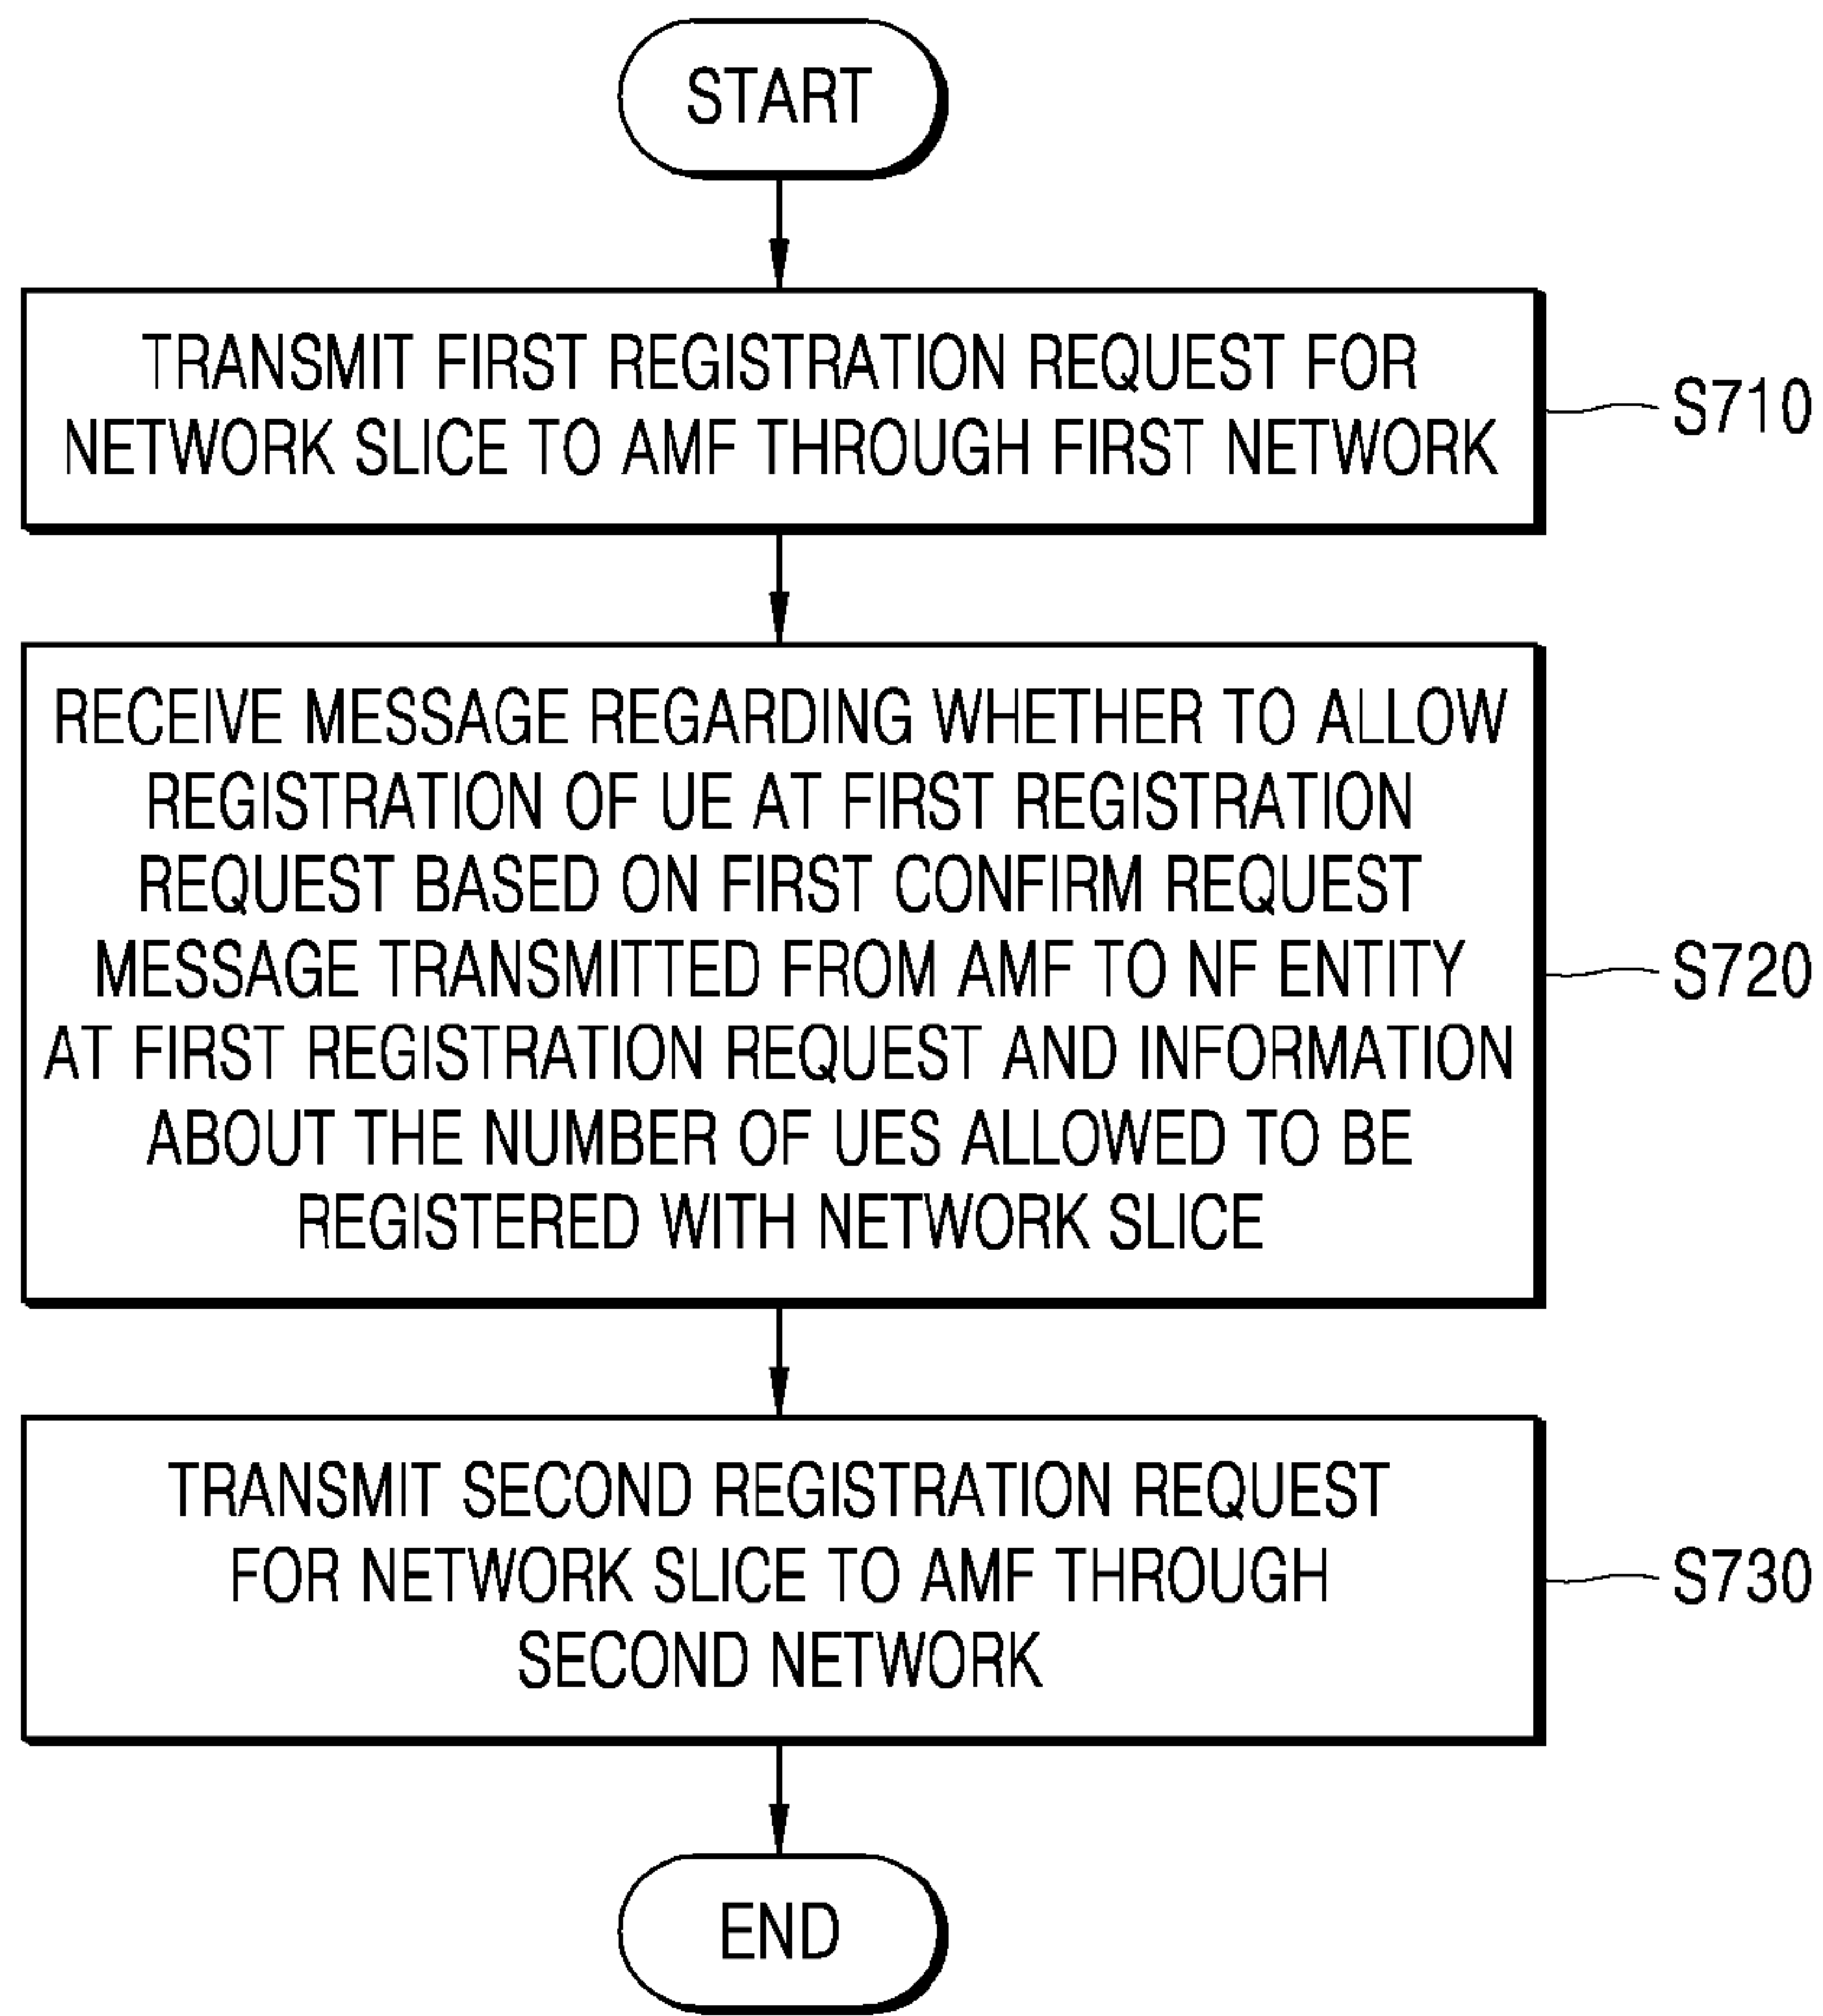 START
TRANSMIT FIRST REGISTRATION REQUEST FOR
NETWORK SLICE TO AMF THROUGH FIRST NETWORK
S710
RECEIVE MESSAGE REGARDING WHETHER TO ALLOW
REGISTRATION OF UE AT FIRST REGISTRATION
REQUEST BASED ON FIRST CONFIRM REQUEST
MESSAGE TRANSMITTED FROM AMF TO NF ENTITY
AT FIRST REGISTRATION REQUEST AND INFORMATION
ABOUT THE NUMBER OF UES ALLOWED TO BE
REGISTERED WITH NETWORK SLICE
S720
TRANSMIT SECOND REGISTRATION REQUEST
FOR NETWORK SLICE TO AMF THROUGH
SECOND NETWORK
S730
END